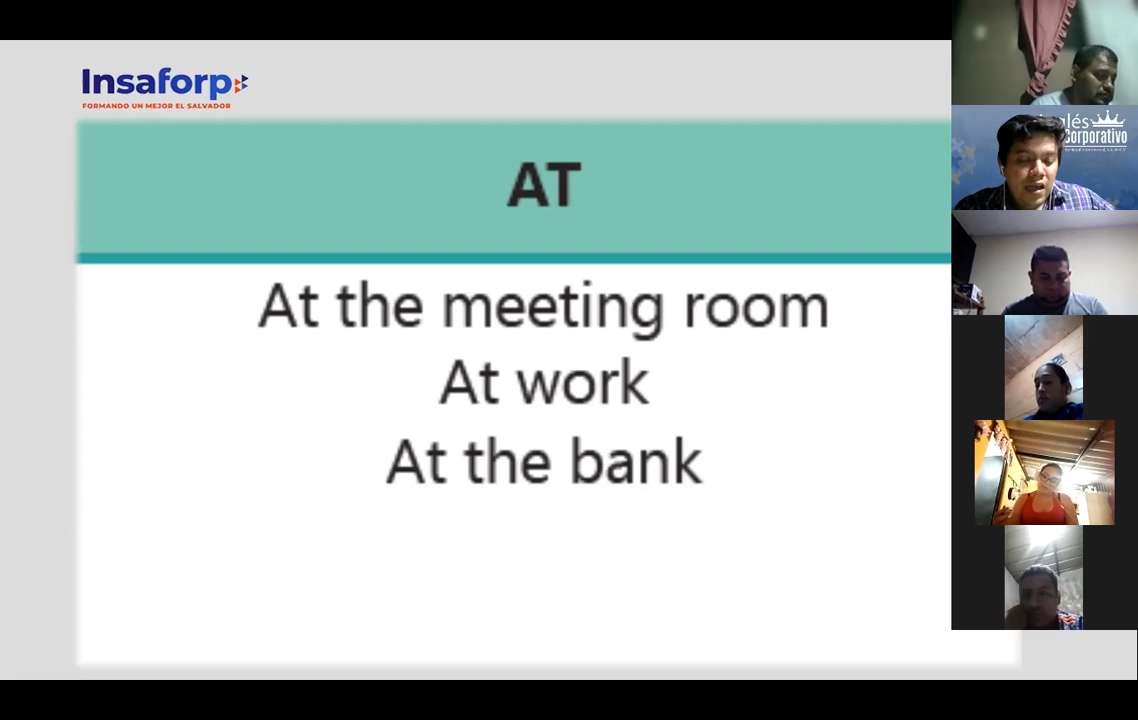 Insaforp
FORMANDO UN MEJOR EL SALVADOR
AT
At the meeting room
At work
At the bank
Corporativo